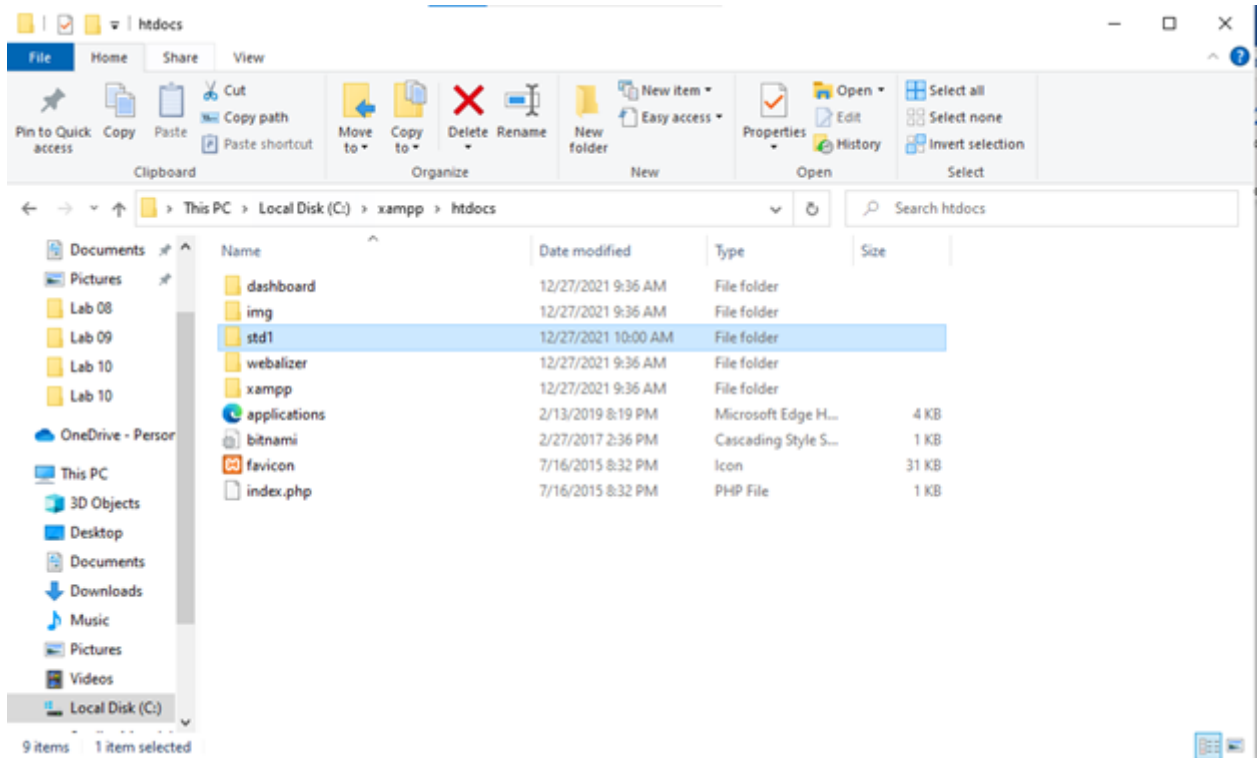 htdocs
File Home Share View
Pin to Quick access
Copy
Paste
Cut
Copy path
Paste shortcut
Clipboard
Move to
Copy to
Delete
Rename
Organize
New folder
New item
Easy access
New
Properties
Open
Edit
History
Open
Select all
Select none
Invert selection
Select
> This PC > Local Disk (C:) > xampp > htdocs
Search htdocs
Documents
Pictures
Lab 08
Lab 09
Lab 10
Lab 10
OneDrive - Person
This PC
3D Objects
Desktop
Documents
Downloads
Music
Pictures
Videos
Local Disk (C:)
Name Date modified Type Size
dashboard 12/27/2021 9:36 AM File folder
img 12/27/2021 9:36 AM File folder
std1 12/27/2021 10:00 AM File folder
webalizer 12/27/2021 9:36 AM File folder
xampp 12/27/2021 9:36 AM File folder
applications 2/13/2019 8:19 PM Microsoft Edge H... 4 KB
bitnami 2/27/2017 2:36 PM Cascading Style S... 1 KB
favicon 7/16/2015 8:32 PM Icon 31 KB
index.php 7/16/2015 8:32 PM PHP File 1 KB
9 items 1 item selected